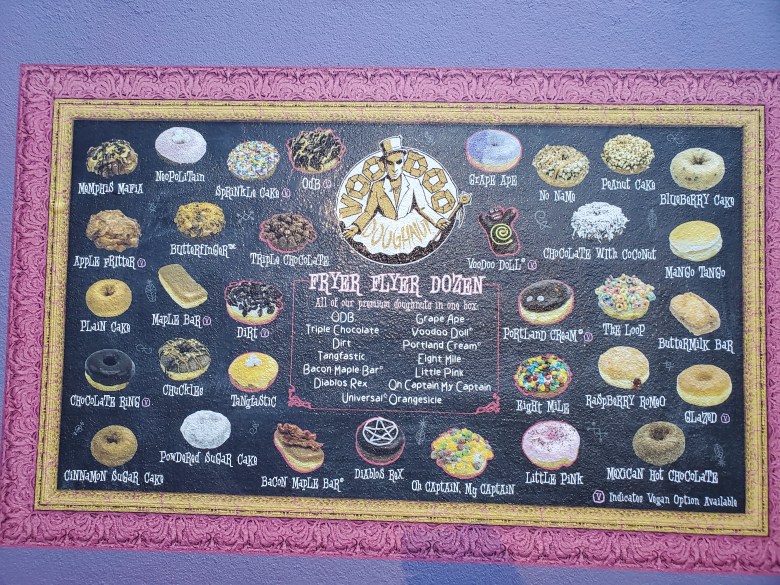 VOODOO
DOUGHNUT
Memphis Mafia
Neopolitain
Sprinkle Cake Ⓥ
ODB Ⓥ
Grape Ape
No Name
Peanut Cake
Blueberry Cake
Apple Fritter Ⓥ
Butterfinger™
Triple Chocolate
Voodoo Doll® Ⓥ
Chocolate With Coconut
Mango Tango
Plain Cake
Maple Bar Ⓥ
Dirt Ⓥ
Portland Cream® Ⓥ
The Loop
Buttermilk Bar
Chocolate Ring Ⓥ
Chuckles
Tangtastic
Eight Mile
Raspberry Romeo
Glazed Ⓥ
Cinnamon Sugar Cake
Powdered Sugar Cake
Bacon Maple Bar®
Diablos Rex
Oh Captain, My Captain
Little Pink
Mexican Hot Chocolate
FRYER FLYER DOZEN
All of our premium doughnuts in one box
ODB
Triple Chocolate
Dirt
Tangfastic
Bacon Maple Bar®
Diablos Rex
Grape Ape
Voodoo Doll®
Portland Cream®
Eight Mile
Little Pink
Oh Captain My Captain
Universal® Orangesicle
Ⓥ Indicates Vegan Option Available